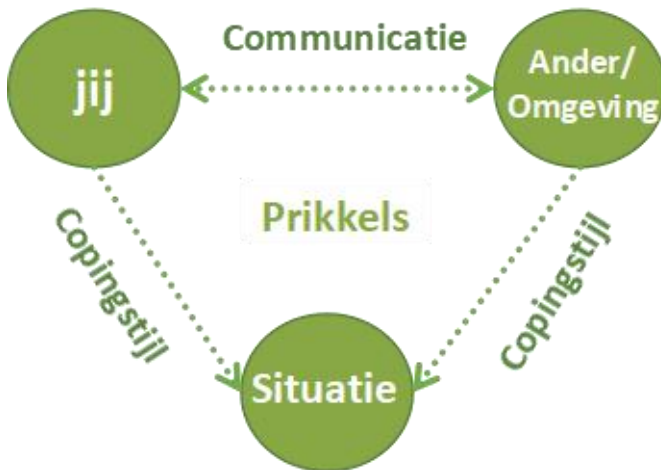 Communicatie
jij
Ander/
Omgeving
Prikkels
Copingstijl
Copingstijl
Situatie